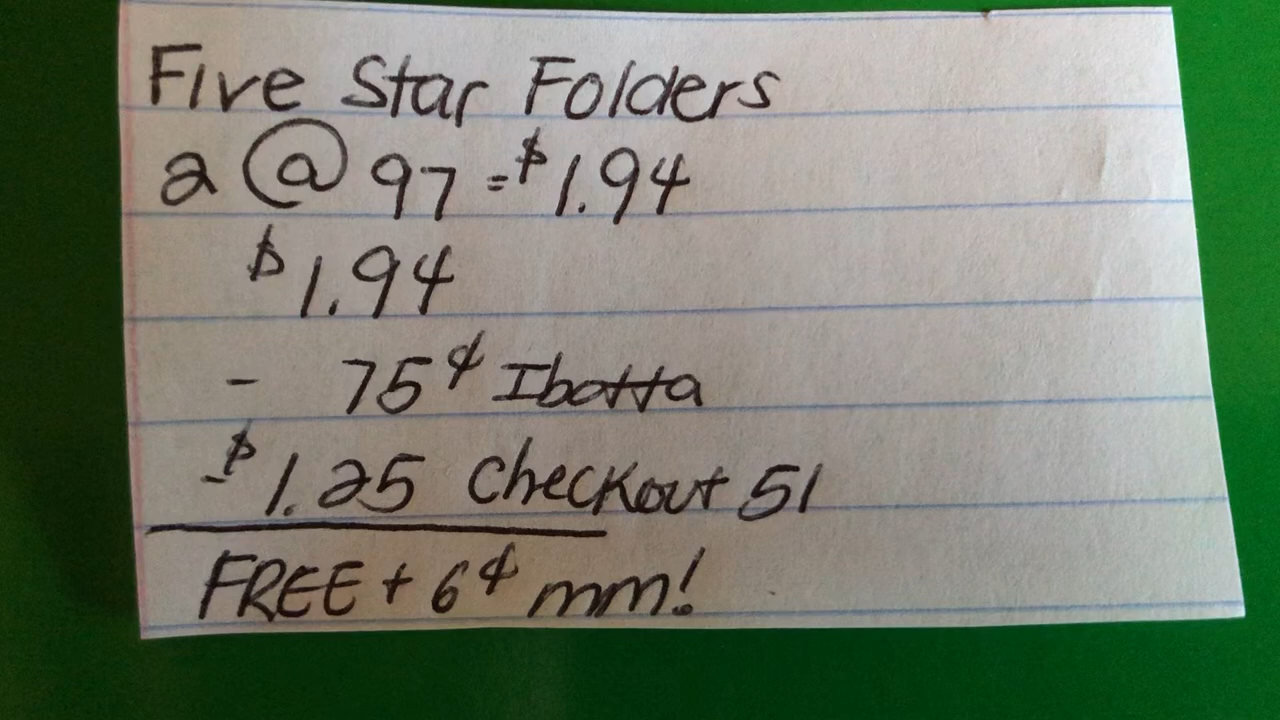 Five Star Folders
2 @ 97 = $1.94
$1.94
- 75¢ Ibotta
-$1.25 Checkout 51
FREE + 6¢ mm!